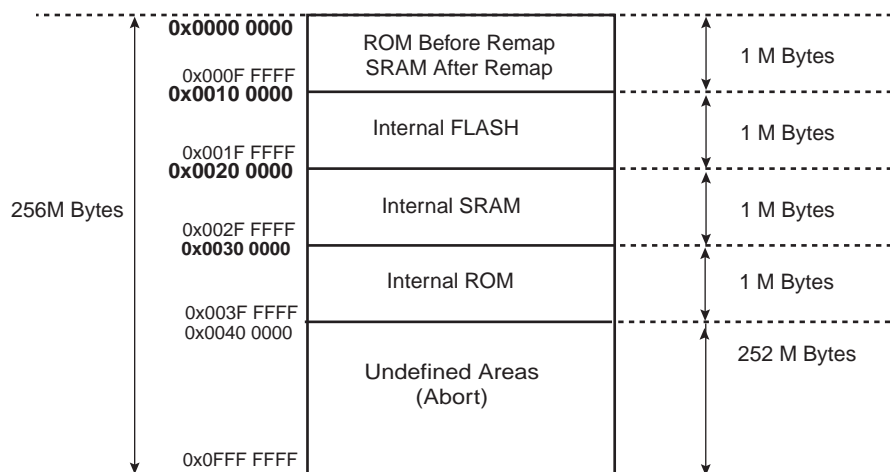 0x0000 0000
ROM Before Remap
SRAM After Remap
1 M Bytes
0x000F FFFF
0x0010 0000
Internal FLASH
1 M Bytes
0x001F FFFF
0x0020 0000
256M Bytes
Internal SRAM
1 M Bytes
0x002F FFFF
0x0030 0000
Internal ROM
1 M Bytes
0x003F FFFF
0x0040 0000
252 M Bytes
Undefined Areas
(Abort)
0x0FFF FFFF